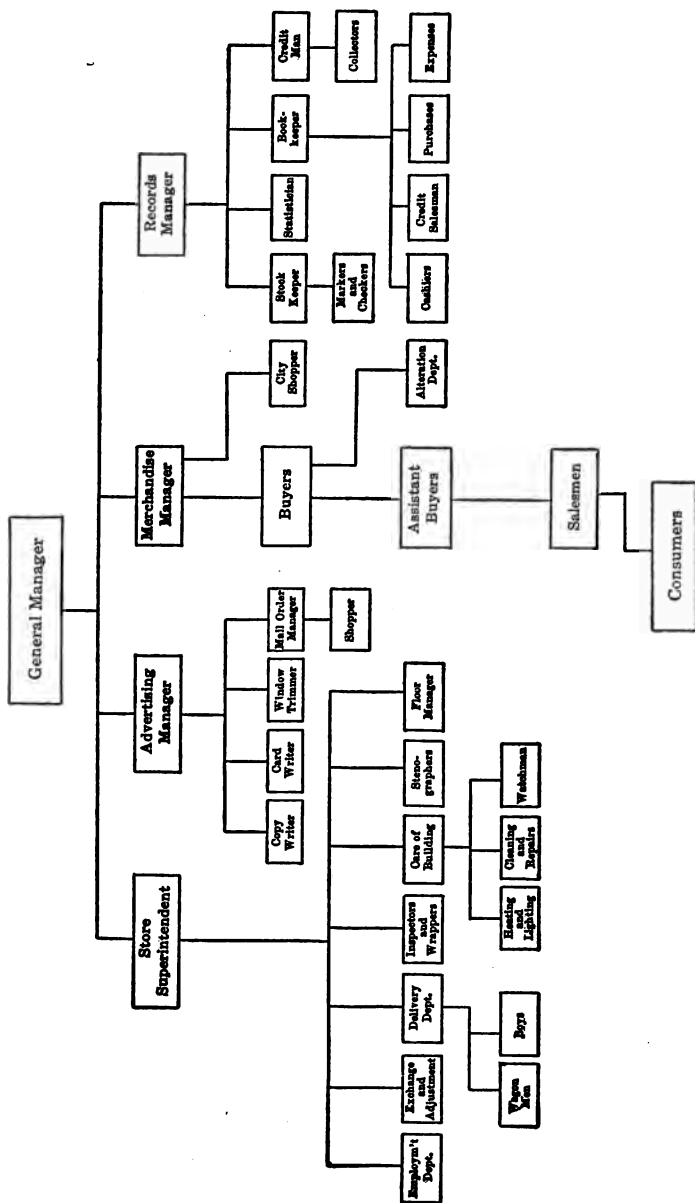 General Manager
Store
Superintendent
Advertising
Manager
Merchandise
Manager
Records
Manager
Copy
Writer
Card
Writer
Window
Trimmer
Mail Order
Manager
Shopper
City
Shopper
Stock
Keeper
Statistician
Book-
keeper
Credit
Man
Markers
and
Checkers
Collectors
Buyers
Employm't
Dept.
Exchange
and
Adjustment
Delivery
Dept.
Inspectors
and
Wrappers
Care of
Building
Steno-
graphers
Floor
Manager
Assistant
Buyers
Alteration
Dept.
Cashiers
Credit
Salesman
Purchases
Expenses
Wagon
Men
Boys
Heating
and
Lighting
Cleaning
and
Repairs
Watchman
Salesmen
Consumers